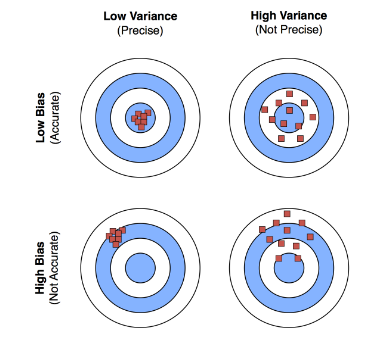 Low Variance
(Precise)
High Variance
(Not Precise)
Low Bias
(Accurate)
High Bias
(Not Accurate)